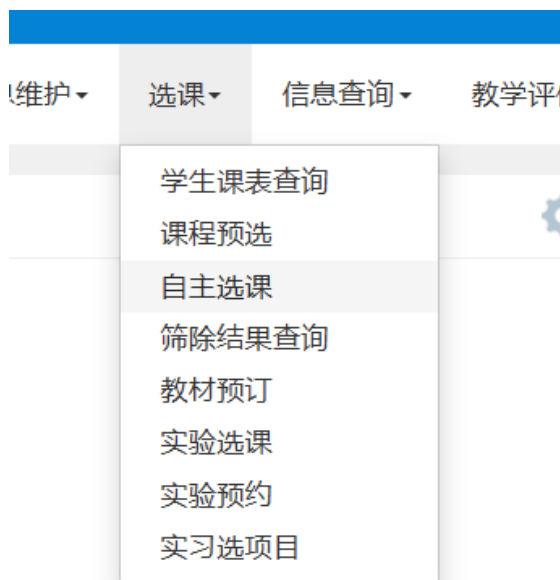 维护 选课 信息查询 教学评
学生课表查询
课程预选
自主选课
筛除结果查询
教材预订
实验选课
实验预约
实习选项目